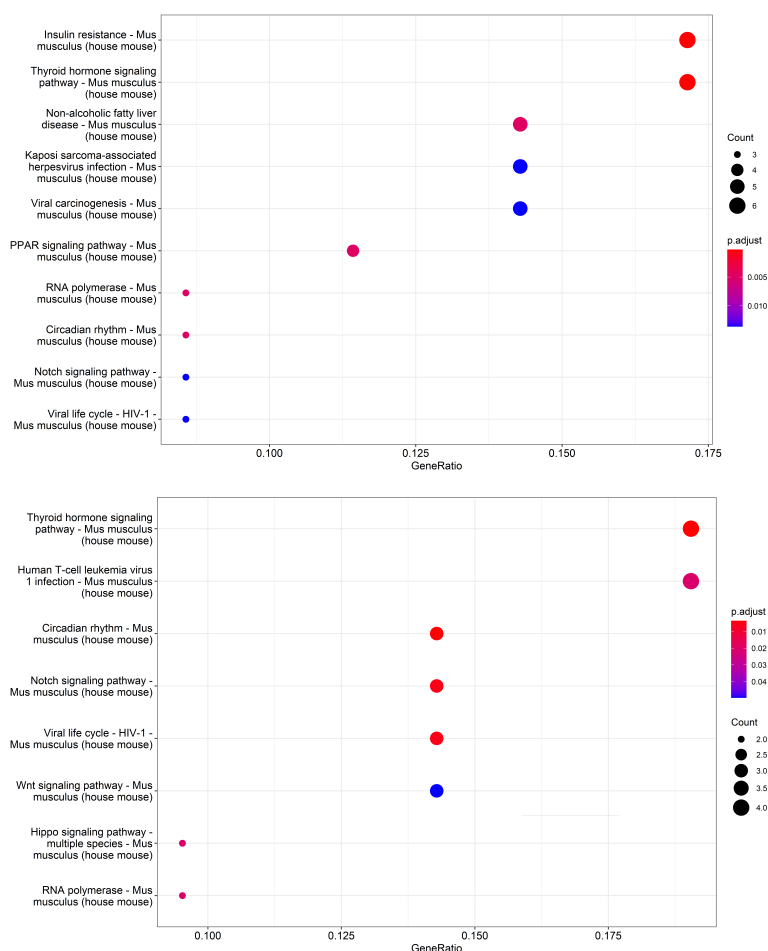 Insulin resistance - Mus
musculus (house mouse)
Thyroid hormone signaling
pathway - Mus musculus
(house mouse)
Non-alcoholic fatty liver
disease - Mus musculus
(house mouse)
Kaposi sarcoma-associated
herpesvirus infection - Mus
musculus (house mouse)
Viral carcinogenesis - Mus
musculus (house mouse)
PPAR signaling pathway - Mus
musculus (house mouse)
RNA polymerase - Mus
musculus (house mouse)
Circadian rhythm - Mus
musculus (house mouse)
Notch signaling pathway -
Mus musculus (house mouse)
Viral life cycle - HIV-1 -
Mus musculus (house mouse)
0.100 0.125 0.150 0.175
GeneRatio
Count
3
4
5
6
p.adjust
0.005
0.010
Thyroid hormone signaling
pathway - Mus musculus
(house mouse)
Human T-cell leukemia virus
1 infection - Mus musculus
(house mouse)
Circadian rhythm - Mus
musculus (house mouse)
Notch signaling pathway -
Mus musculus (house mouse)
Viral life cycle - HIV-1 -
Mus musculus (house mouse)
Wnt signaling pathway - Mus
musculus (house mouse)
Hippo signaling pathway -
multiple species - Mus
musculus (house mouse)
RNA polymerase - Mus
musculus (house mouse)
0.100 0.125 0.150 0.175
GeneRatio
p.adjust
0.01
0.02
0.03
0.04
Count
2.0
2.5
3.0
3.5
4.0